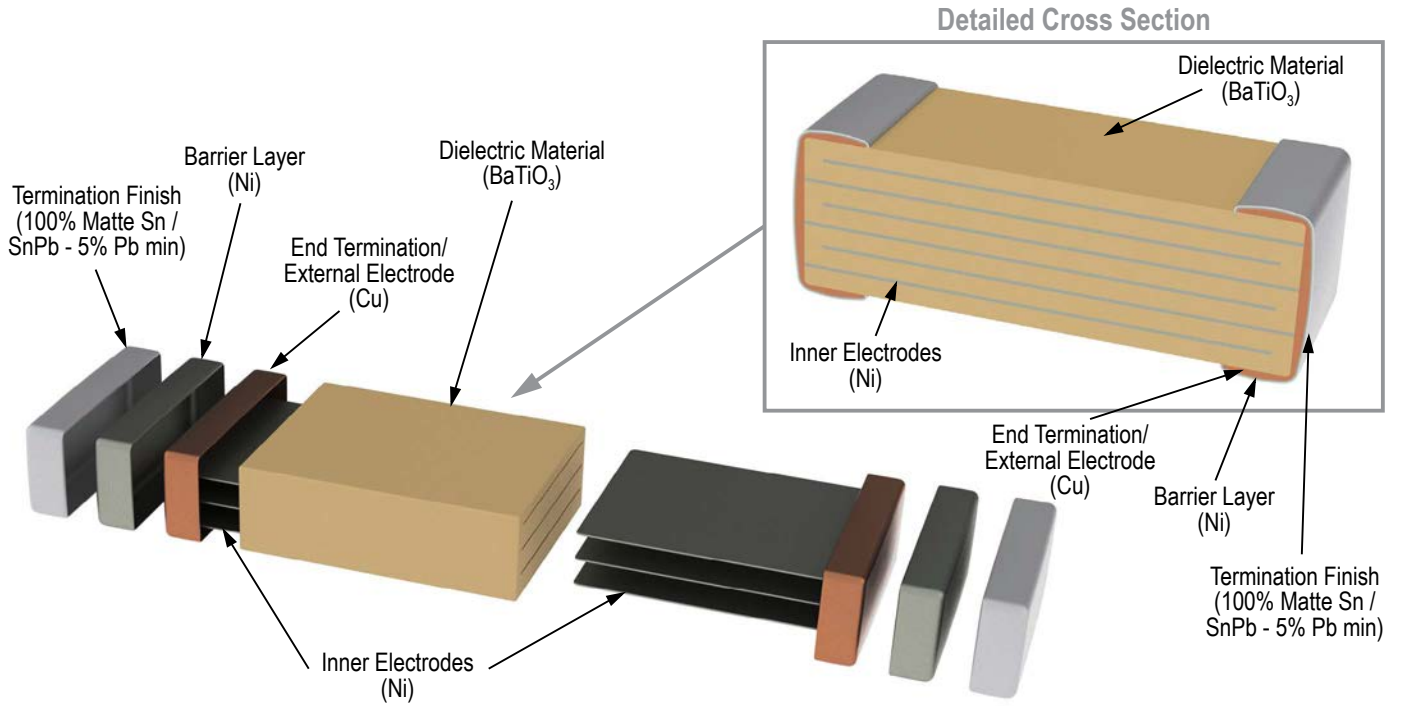 Detailed Cross Section
Dielectric Material
(BaTiO₃)
Inner Electrodes
(Ni)
End Termination/
External Electrode
(Cu)
Barrier Layer
(Ni)
Termination Finish
(100% Matte Sn /
SnPb - 5% Pb min)
Termination Finish
(100% Matte Sn /
SnPb - 5% Pb min)
Barrier Layer
(Ni)
End Termination/
External Electrode
(Cu)
Dielectric Material
(BaTiO₃)
Inner Electrodes
(Ni)